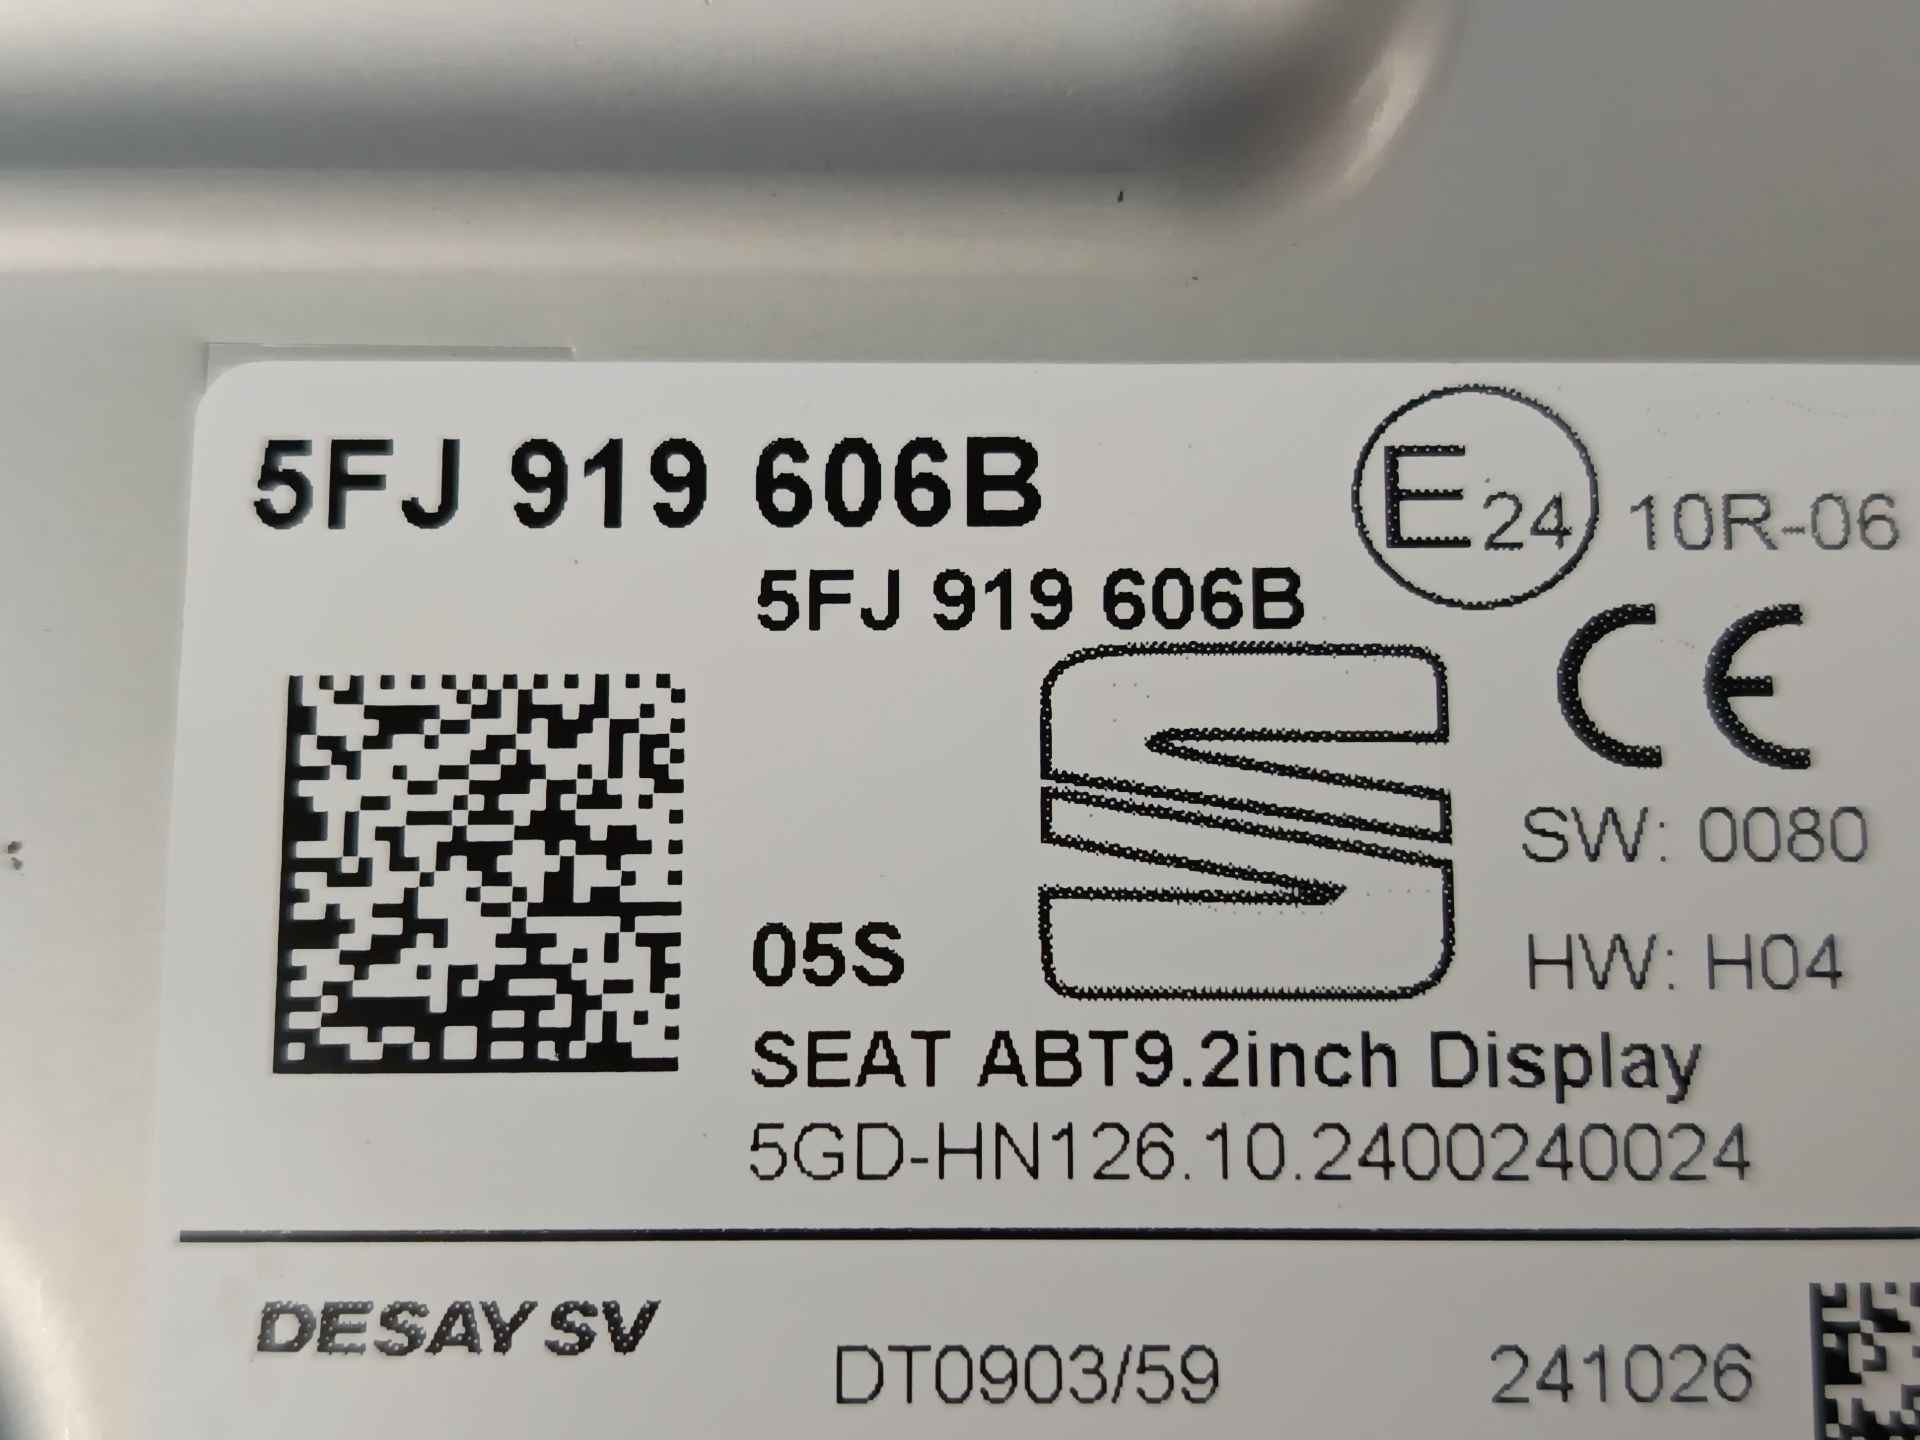 5FJ 919 606B
E24 10R-06
5FJ 919 606B
CE
SW: 0080
05S
HW: H04
SEAT ABT9.2inch Display
5GD-HN126.10.2400240024
DESAY SV
DT0903/59
241026